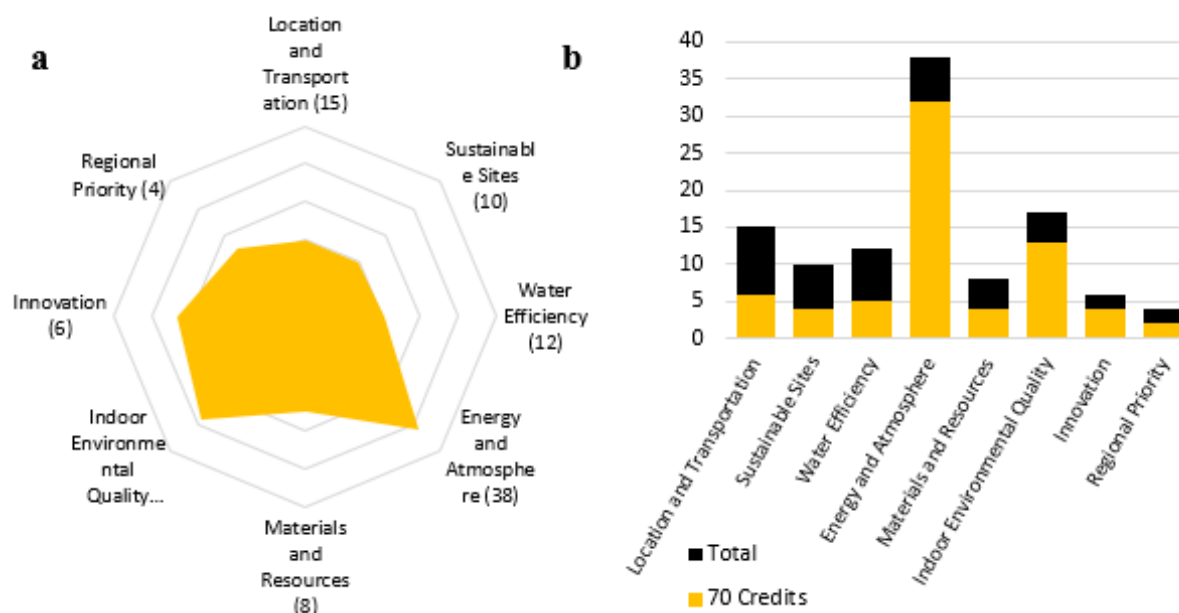 a
Location
and
Transport
ation (15)
Sustainabl
e Sites
(10)
Water
Efficiency
(12)
Energy
and
Atmosphe
re (38)
Materials
and
Resources
(8)
Indoor
Environme
ntal
Quality...
Innovation
(6)
Regional
Priority (4)
b
40
35
30
25
20
15
10
5
0
Location and Transportation
Sustainable Sites
Water Efficiency
Energy and Atmosphere
Materials and Resources
Indoor Environmental Quality
Innovation
Regional Priority
Total
70 Credits